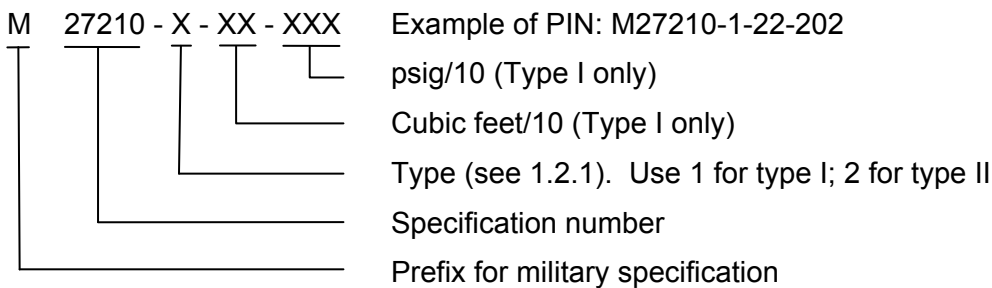 M 27210 - X - XX - XXX Example of PIN: M27210-1-22-202
psig/10 (Type I only)
Cubic feet/10 (Type I only)
Type (see 1.2.1). Use 1 for type I; 2 for type II
Specification number
Prefix for military specification